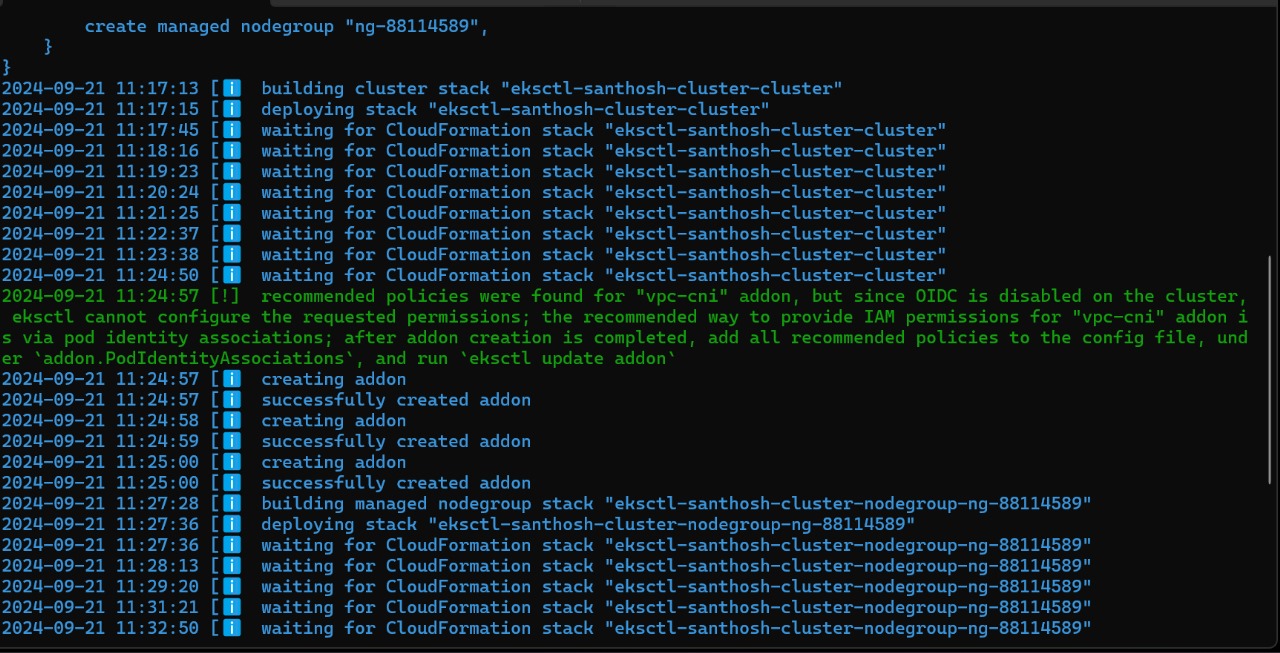 create managed nodegroup "ng-88114589",
}
}
2024-09-21 11:17:13 [ℹ]  building cluster stack "eksctl-santhosh-cluster-cluster"
2024-09-21 11:17:15 [ℹ]  deploying stack "eksctl-santhosh-cluster-cluster"
2024-09-21 11:17:45 [ℹ]  waiting for CloudFormation stack "eksctl-santhosh-cluster-cluster"
2024-09-21 11:18:16 [ℹ]  waiting for CloudFormation stack "eksctl-santhosh-cluster-cluster"
2024-09-21 11:19:23 [ℹ]  waiting for CloudFormation stack "eksctl-santhosh-cluster-cluster"
2024-09-21 11:20:24 [ℹ]  waiting for CloudFormation stack "eksctl-santhosh-cluster-cluster"
2024-09-21 11:21:25 [ℹ]  waiting for CloudFormation stack "eksctl-santhosh-cluster-cluster"
2024-09-21 11:22:37 [ℹ]  waiting for CloudFormation stack "eksctl-santhosh-cluster-cluster"
2024-09-21 11:23:38 [ℹ]  waiting for CloudFormation stack "eksctl-santhosh-cluster-cluster"
2024-09-21 11:24:50 [ℹ]  waiting for CloudFormation stack "eksctl-santhosh-cluster-cluster"
2024-09-21 11:24:57 [!]  recommended policies were found for "vpc-cni" addon, but since OIDC is disabled on the cluster,
eksctl cannot configure the requested permissions; the recommended way to provide IAM permissions for "vpc-cni" addon i
s via pod identity associations; after addon creation is completed, add all recommended policies to the config file, und
er `addon.PodIdentityAssociations`, and run `eksctl update addon`
2024-09-21 11:24:57 [ℹ]  creating addon
2024-09-21 11:24:57 [ℹ]  successfully created addon
2024-09-21 11:24:58 [ℹ]  creating addon
2024-09-21 11:24:59 [ℹ]  successfully created addon
2024-09-21 11:25:00 [ℹ]  creating addon
2024-09-21 11:25:00 [ℹ]  successfully created addon
2024-09-21 11:27:28 [ℹ]  building managed nodegroup stack "eksctl-santhosh-cluster-nodegroup-ng-88114589"
2024-09-21 11:27:36 [ℹ]  deploying stack "eksctl-santhosh-cluster-nodegroup-ng-88114589"
2024-09-21 11:27:36 [ℹ]  waiting for CloudFormation stack "eksctl-santhosh-cluster-nodegroup-ng-88114589"
2024-09-21 11:28:13 [ℹ]  waiting for CloudFormation stack "eksctl-santhosh-cluster-nodegroup-ng-88114589"
2024-09-21 11:29:20 [ℹ]  waiting for CloudFormation stack "eksctl-santhosh-cluster-nodegroup-ng-88114589"
2024-09-21 11:31:21 [ℹ]  waiting for CloudFormation stack "eksctl-santhosh-cluster-nodegroup-ng-88114589"
2024-09-21 11:32:50 [ℹ]  waiting for CloudFormation stack "eksctl-santhosh-cluster-nodegroup-ng-88114589"